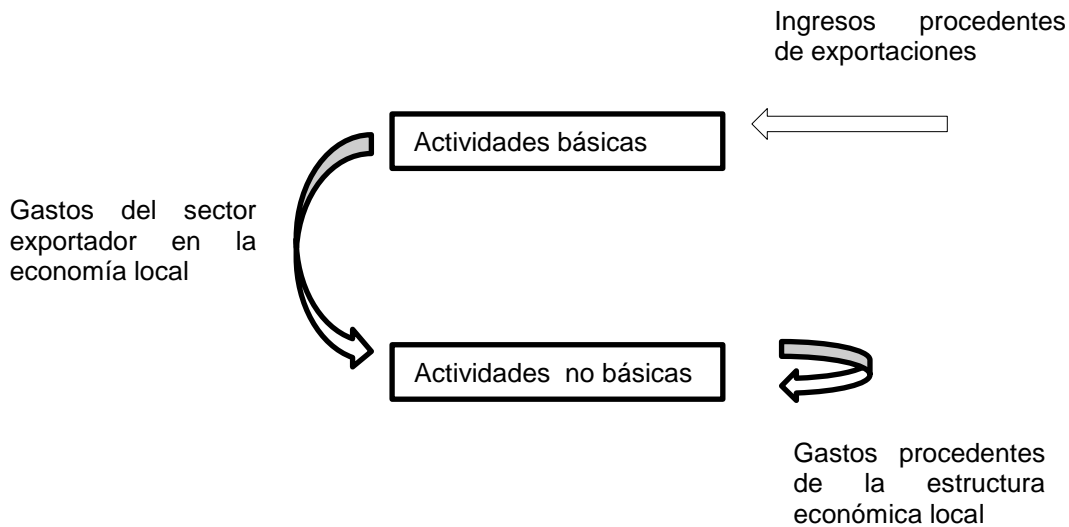 Ingresos procedentes
de exportaciones
Actividades básicas
Gastos del sector
exportador en la
economía local
Actividades no básicas
Gastos procedentes
de la estructura
económica local